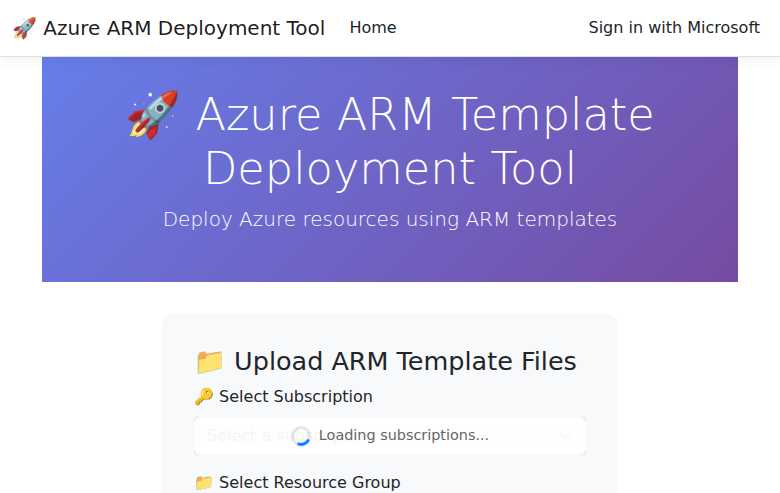 🚀 Azure ARM Deployment Tool Home Sign in with Microsoft
🚀 Azure ARM Template
Deployment Tool
Deploy Azure resources using ARM templates
📁 Upload ARM Template Files
🔑 Select Subscription
Select a Loading subscriptions...
📁 Select Resource Group